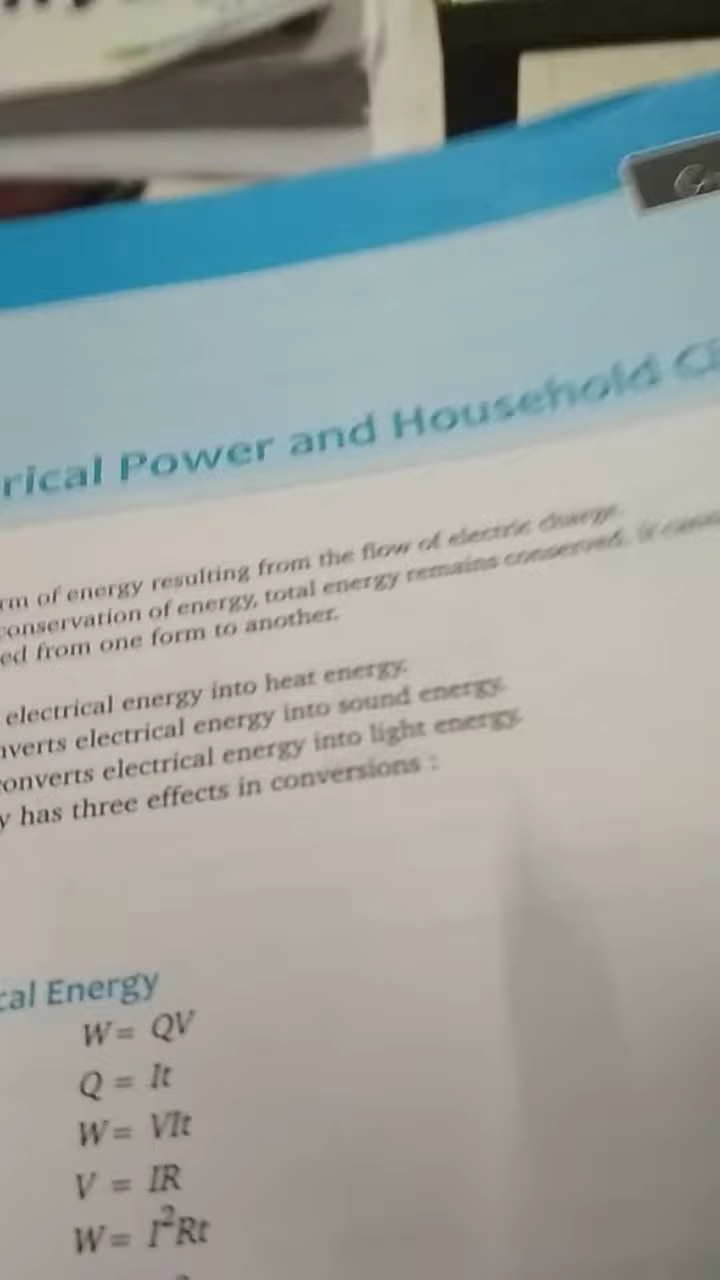 rical Power and Household
rm of energy resulting from the flow of electric charge.
onservation of energy, total energy remains conserved. It
ed from one form to another.
electrical energy into heat energy.
nverts electrical energy into sound energy.
onverts electrical energy into light energy.
y has three effects in conversions :
cal Energy
W = QV
Q = It
W = VIt
V = IR
W = I²Rt